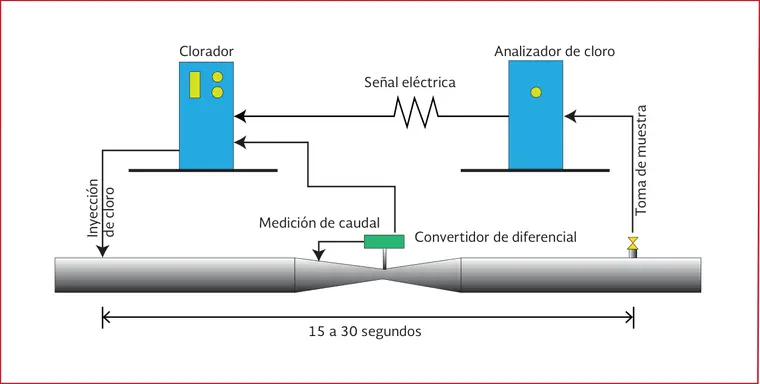 Clorador
Analizador de cloro
Señal eléctrica
Inyección
de cloro
Toma de muestra
Medición de caudal
Convertidor de diferencial
15 a 30 segundos